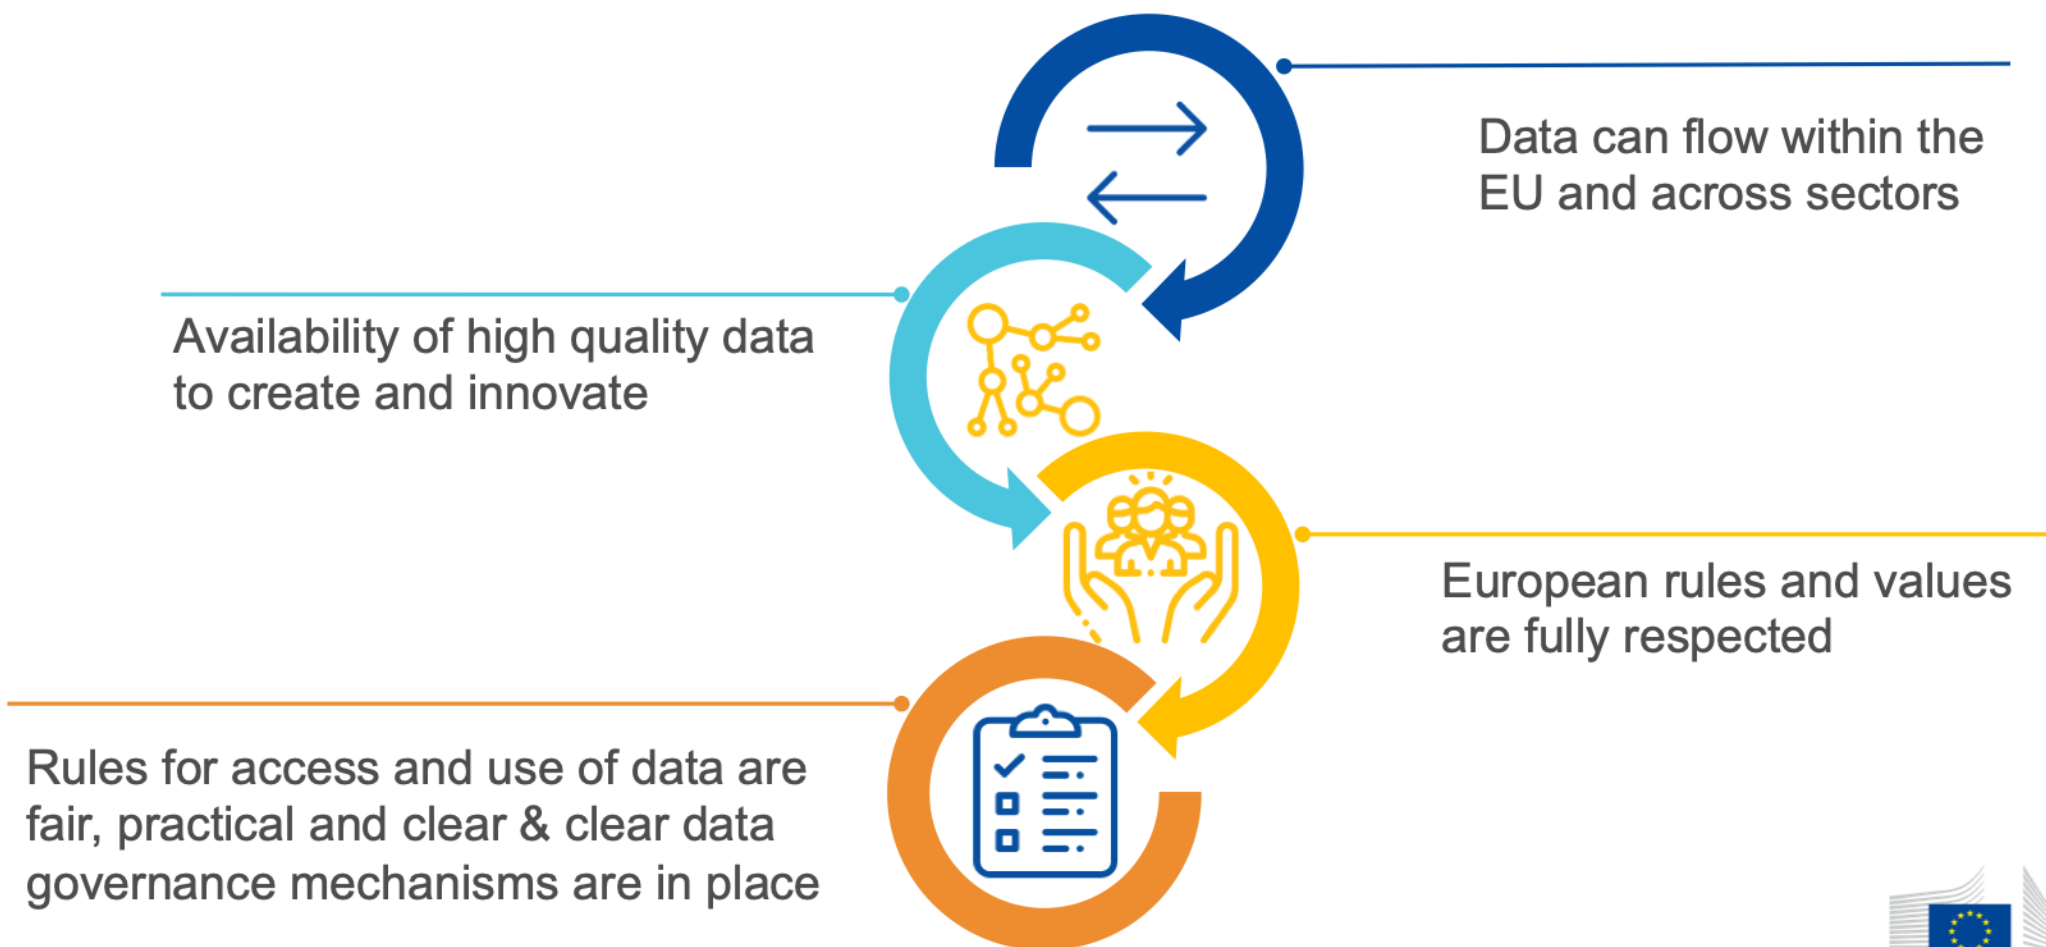 Data can flow within the
EU and across sectors
Availability of high quality data
to create and innovate
European rules and values
are fully respected
Rules for access and use of data are
fair, practical and clear & clear data
governance mechanisms are in place